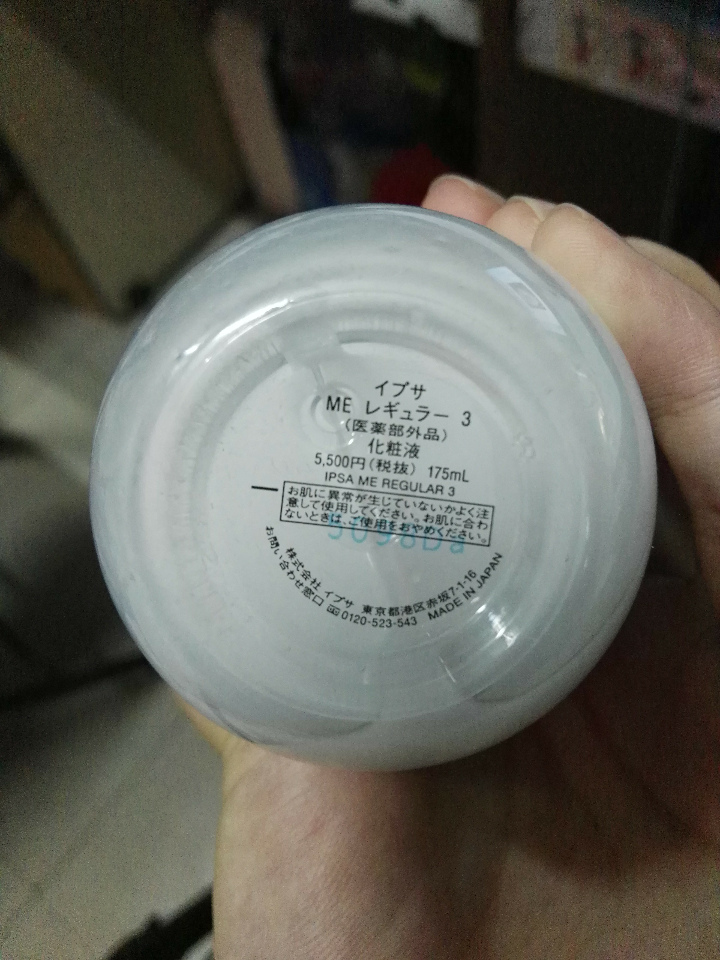 イプサ
ME レギュラー 3
(医薬部外品)
化粧液
5,500円(税抜) 175mL
IPSA ME REGULAR 3
お肌に異常が生じていないかよく注
意して使用してください。お肌に合わ
ないときは、ご使用をおやめください。
株式会社 イプサ 東京都港区赤坂7-1-16
お問い合わせ窓口 0120-523-543 MADE IN JAPAN